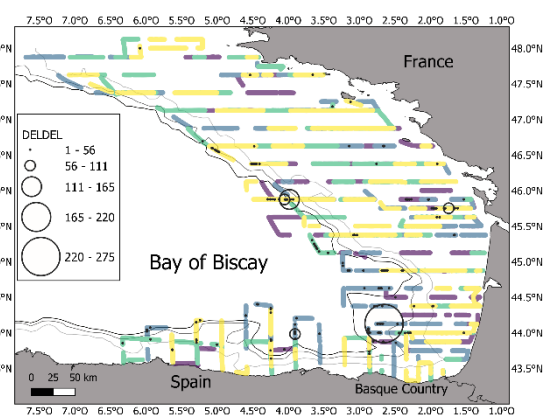 7.5°O 7.0°O 6.5°O 6.0°O 5.5°O 5.0°O 4.5°O 4.0°O 3.5°O 3.0°O 2.5°O 2.0°O 1.5°O 1.0°O
48.0°N
France
47.5°N
47.0°N
DELDEL
1 - 56
56 - 111
111 - 165
165 - 220
220 - 275
46.5°N
46.0°N
45.5°N
Bay of Biscay
45.0°N
44.5°N
44.0°N
43.5°N
0 25 50 km
Spain
Basque Country
7.5°O 7.0°O 6.5°O 6.0°O 5.5°O 5.0°O 4.5°O 4.0°O 3.5°O 3.0°O 2.5°O 2.0°O 1.5°O 1.0°O